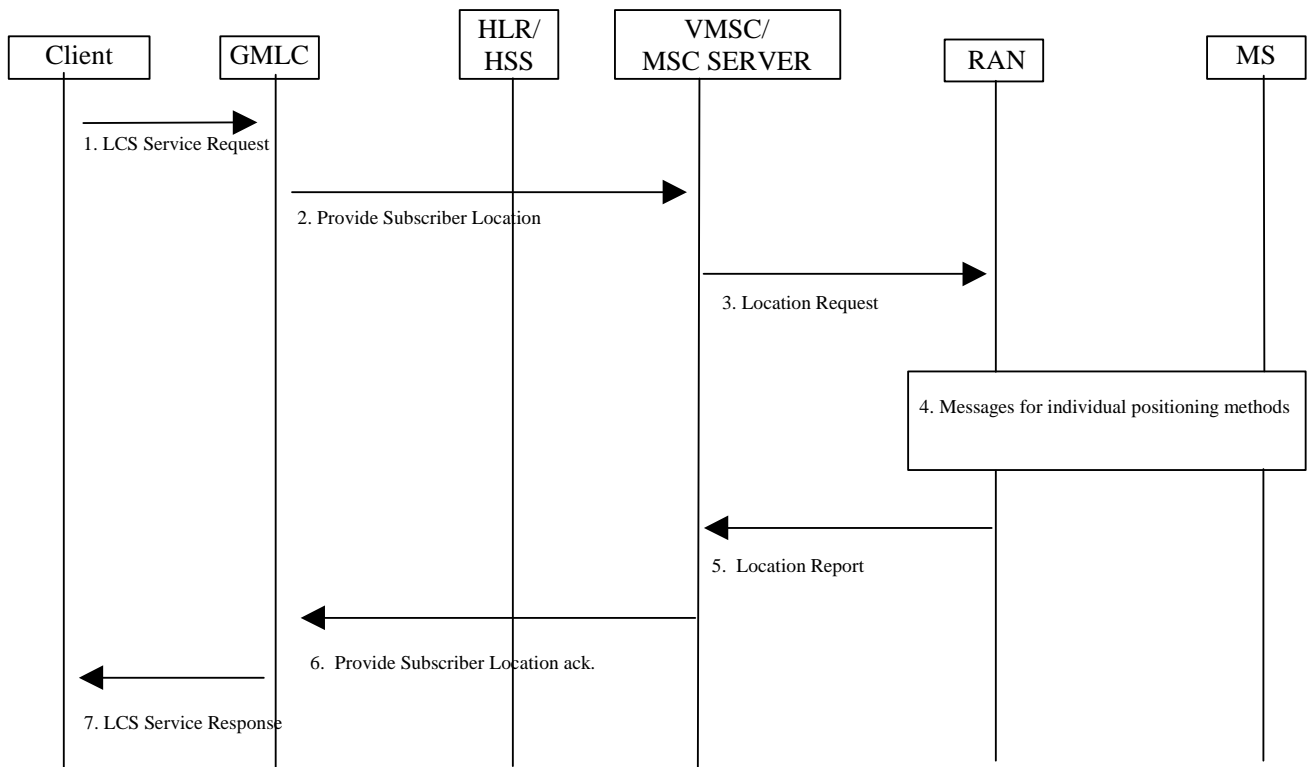 Client
GMLC
HLR/
HSS
VMSC/
MSC SERVER
RAN
MS
1. LCS Service Request
2. Provide Subscriber Location
3. Location Request
4. Messages for individual positioning methods
5. Location Report
6. Provide Subscriber Location ack.
7. LCS Service Response